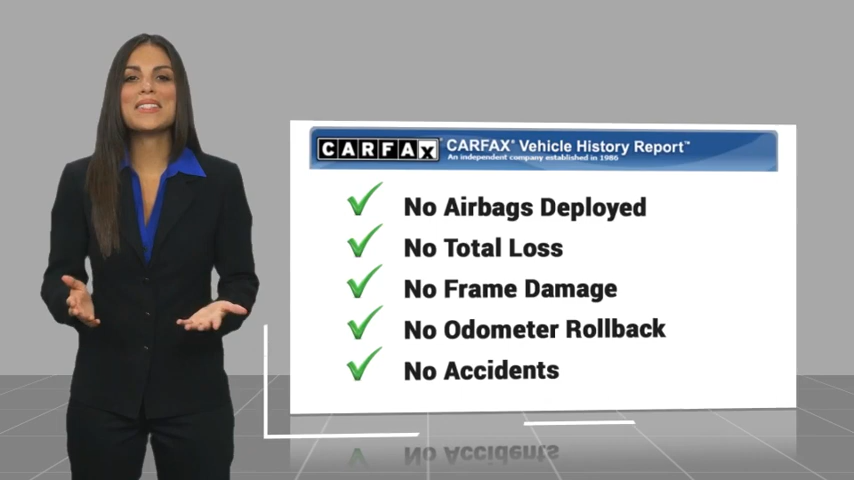 CARFAX
CARFAX® Vehicle History Report™
An independent company established in 1986
No Airbags Deployed
No Total Loss
No Frame Damage
No Odometer Rollback
No Accidents
No Accidents